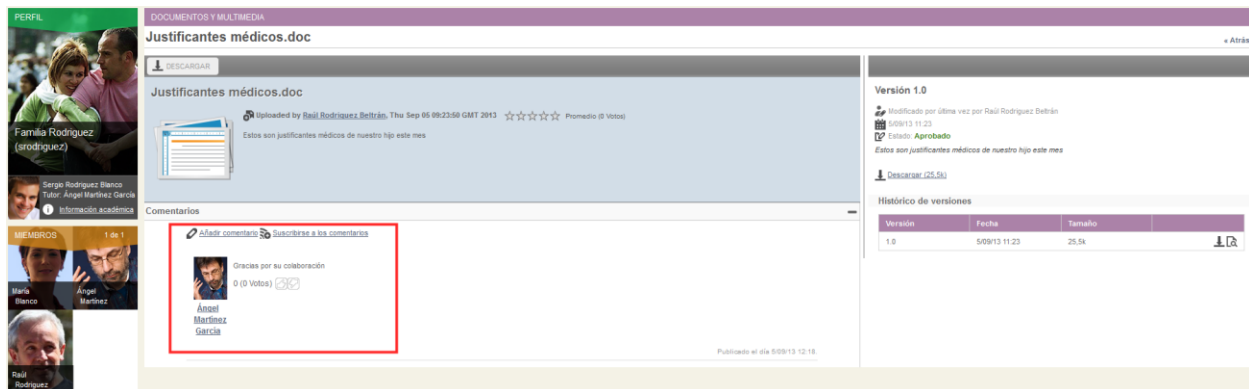 PERFIL
Familia Rodriguez
(srodriguez)
Sergio Rodriguez Blanco
Tutor: Ángel Martínez García
Información académica
MIEMBROS 1 de 1
María
Blanco
Ángel
Martínez
Raúl
Rodriguez
DOCUMENTOS Y MULTIMEDIA
Justificantes médicos.doc
« Atrás
DESCARGAR
Justificantes médicos.doc
Uploaded by Raúl Rodriguez Beltrán, Thu Sep 05 09:23:50 GMT 2013 Promedio (0 Votos)
Estos son justificantes médicos de nuestro hijo este mes
Comentarios
Añadir comentario Suscribirse a los comentarios
Gracias por su colaboración
0 (0 Votos)
Ángel
Martínez
García
Publicado el día 5/09/13 12:18.
Versión 1.0
Modificado por última vez por Raúl Rodriguez Beltrán
5/09/13 11:23
Estado: Aprobado
Estos son justificantes médicos de nuestro hijo este mes
Descargar (25,5k)
Histórico de versiones
Versión Fecha Tamaño
1.0 5/09/13 11:23 25,5k